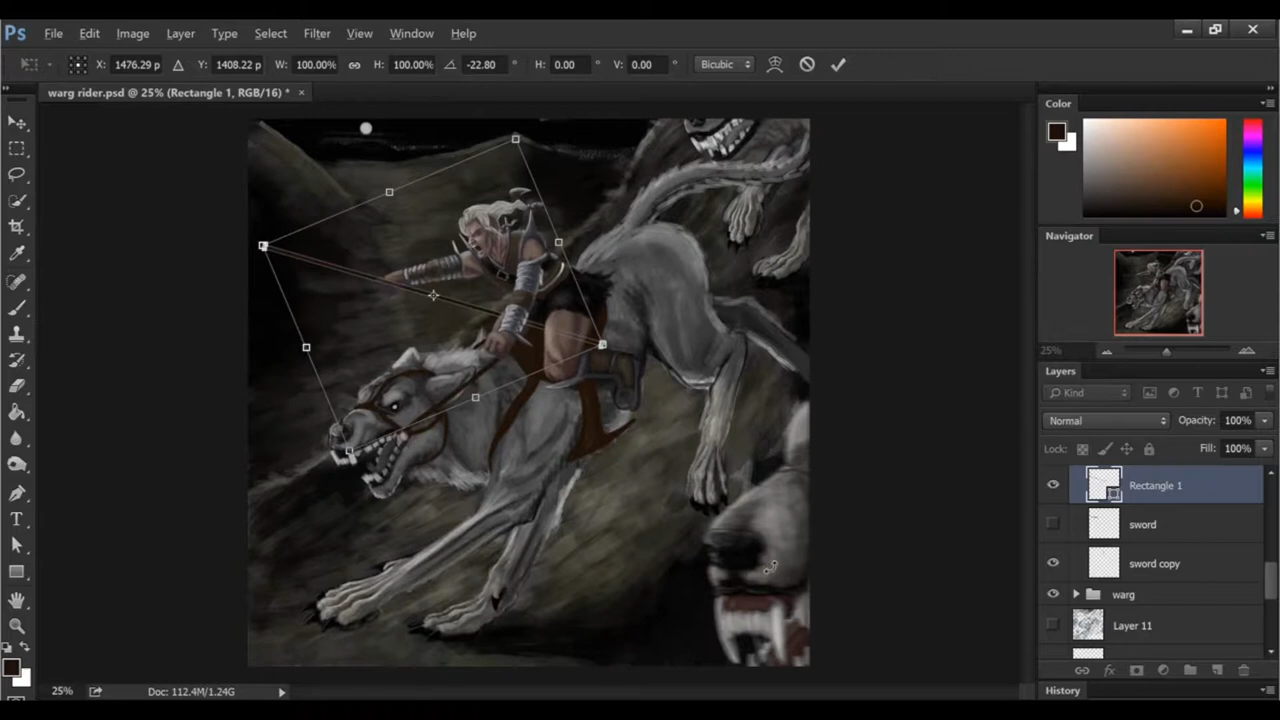 Ps File Edit Image Layer Type Select Filter View Window Help
X: 1476.29 p Y: 1408.22 p W: 100.00% H: 100.00% -22.80 ° H: 0.00 ° V: 0.00 ° Bicubic
warg rider.psd @ 25% (Rectangle 1, RGB/16) * ×
Color
Navigator
25%
Layers
Kind
Normal Opacity: 100%
Lock: Fill: 100%
Rectangle 1
sword
sword copy
warg
Layer 11
25% Doc: 112.4M/1.24G
History